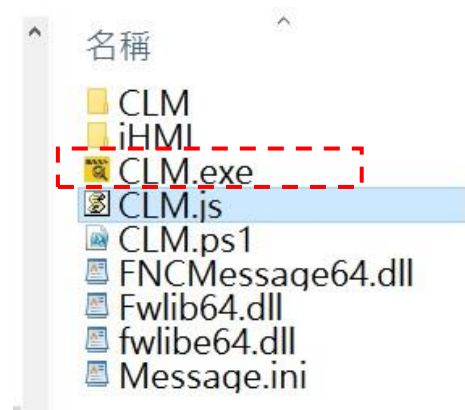 名稱
CLM
iHMI
CLM.exe
CLM.js
CLM.ps1
FNCMessage64.dll
Fwlib64.dll
fwlibe64.dll
Message.ini